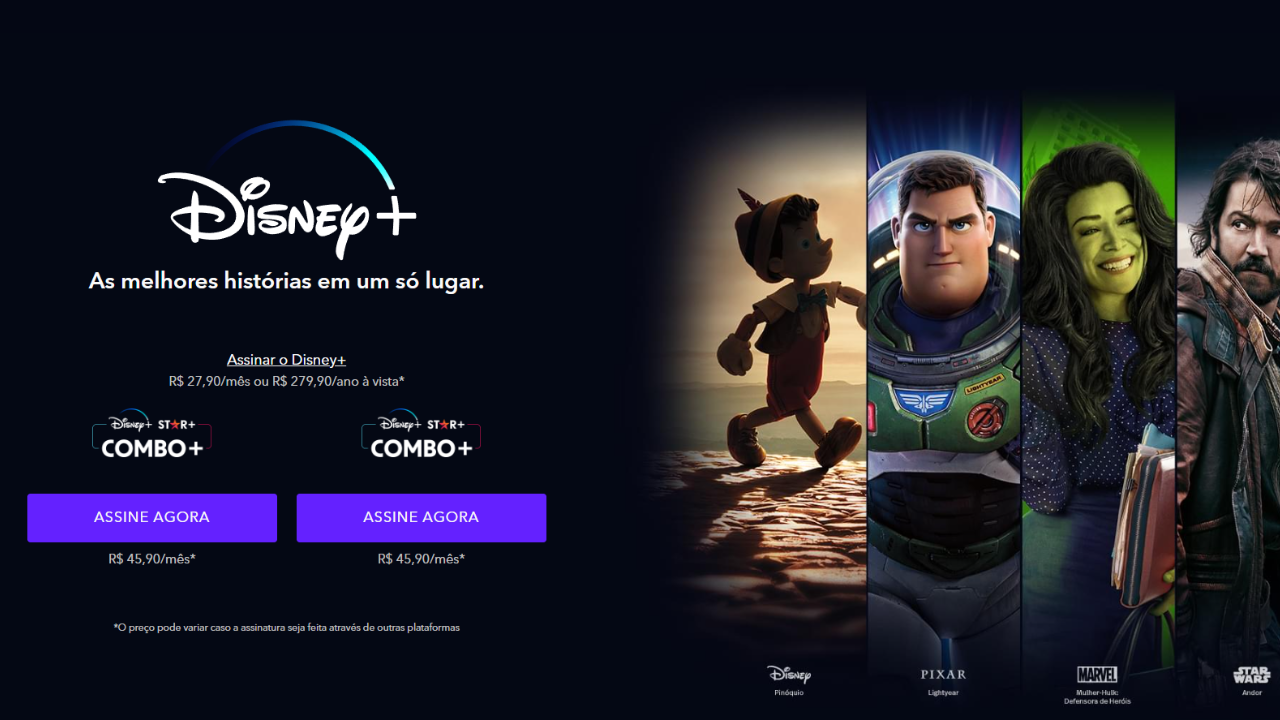 Disney+
As melhores histórias em um só lugar.
Assinar o Disney+
R$ 27,90/mês ou R$ 279,90/ano à vista*
Disney+ STAR+
COMBO+
ASSINE AGORA
R$ 45,90/mês*
Disney+ STAR+
COMBO+
ASSINE AGORA
R$ 45,90/mês*
*O preço pode variar caso a assinatura seja feita através de outras plataformas
LIGHTYEAR
Disney
Pinóquio
PIXAR
Lightyear
MARVEL
Mulher-Hulk:
Defensora de Heróis
STAR
WARS
Andor